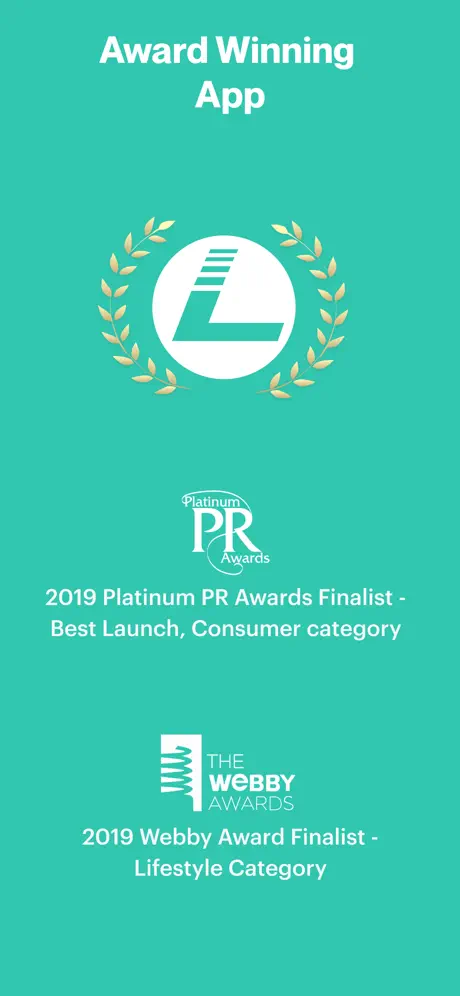 Award Winning
App
L
Platinum
PR
Awards
2019 Platinum PR Awards Finalist -
Best Launch, Consumer category
THE
WEBBY
AWARDS
2019 Webby Award Finalist -
Lifestyle Category